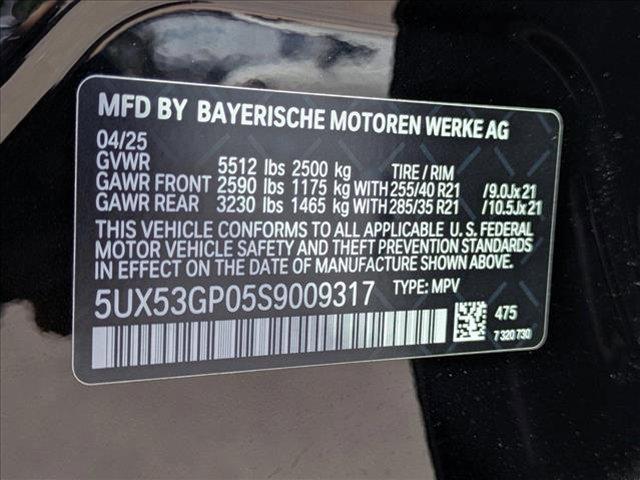 MFD BY BAYERISCHE MOTOREN WERKE AG
04/25
GVWR 5512 lbs 2500 kg TIRE / RIM
GAWR FRONT 2590 lbs 1175 kg WITH 255/40 R21 /9.0Jx21
GAWR REAR 3230 lbs 1465 kg WITH 285/35 R21 /10.5Jx21
THIS VEHICLE CONFORMS TO ALL APPLICABLE U.S. FEDERAL
MOTOR VEHICLE SAFETY AND THEFT PREVENTION STANDARDS
IN EFFECT ON THE DATE OF MANUFACTURE SHOWN ABOVE.
5UX53GP05S9009317 TYPE: MPV
475
7 320 730